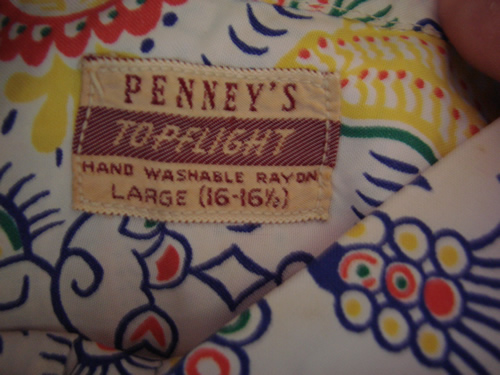 PENNEY'S
TOPFLIGHT
HAND WASHABLE RAYON
LARGE (16-16½)